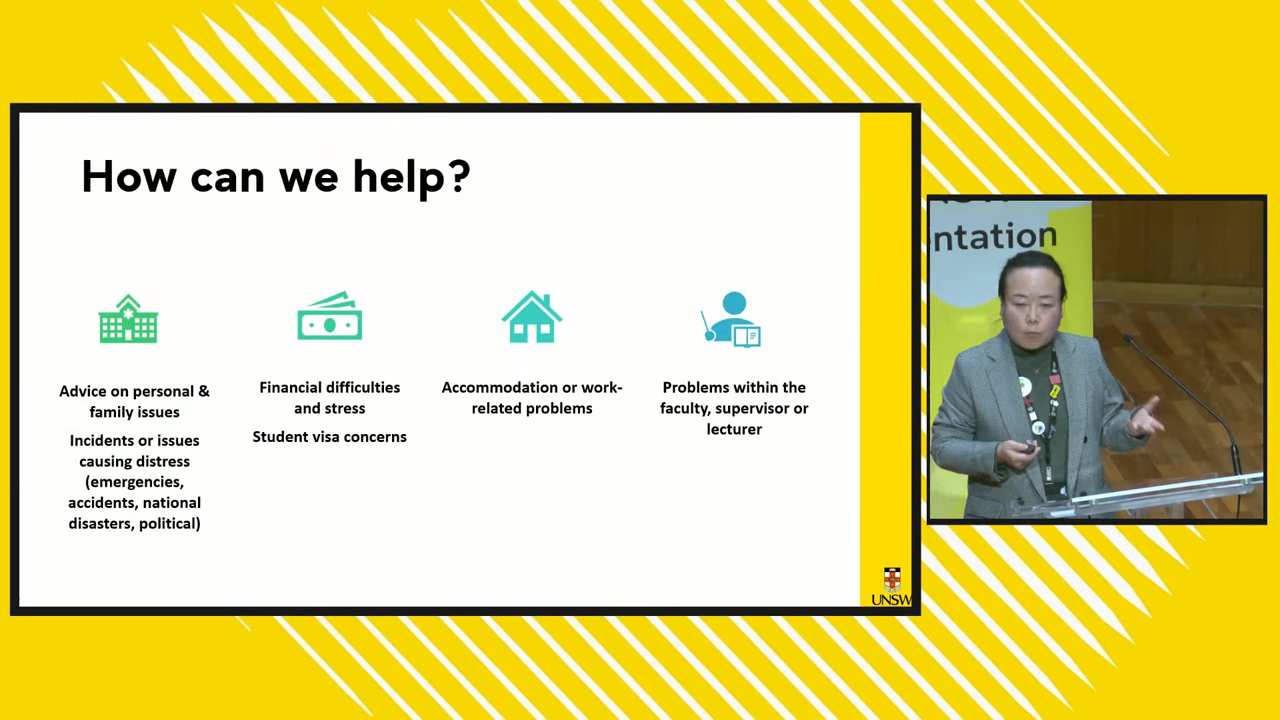 How can we help?
Advice on personal &
family issues
Incidents or issues
causing distress
(emergencies,
accidents, national
disasters, political)
Financial difficulties
and stress
Student visa concerns
Accommodation or work-
related problems
Problems within the
faculty, supervisor or
lecturer
UNSW
ntation